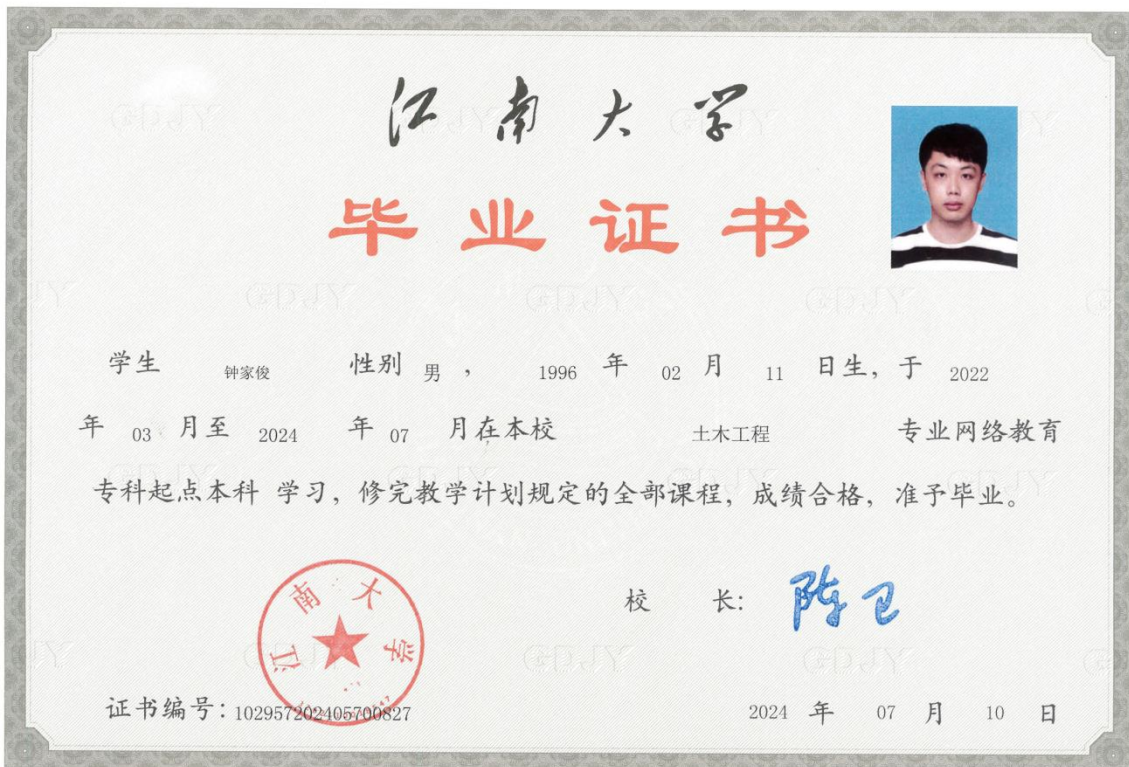 江南大学
毕业证书
学生 钟家俊 性别 男 ， 1996 年 02 月 11 日生，于 2022
年 03 月至 2024 年 07 月在本校 土木工程 专业网络教育
专科起点本科 学习，修完教学计划规定的全部课程，成绩合格，准予毕业。
江南大学
校 长： 陈卫
证书编号：102957202405700827
2024 年 07 月 10 日
GDJY